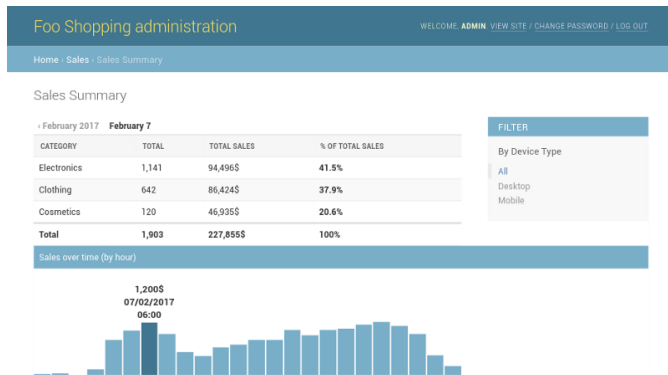 Foo Shopping administration
WELCOME, ADMIN. VIEW SITE / CHANGE PASSWORD / LOG OUT
Home › Sales › Sales Summary
Sales Summary
‹ February 2017 February 7
CATEGORY TOTAL TOTAL SALES % OF TOTAL SALES
Electronics 1,141 94,496$ 41.5%
Clothing 642 86,424$ 37.9%
Cosmetics 120 46,935$ 20.6%
Total 1,903 227,855$ 100%
FILTER
By Device Type
All
Desktop
Mobile
Sales over time (by hour)
1,200$
07/02/2017
06:00